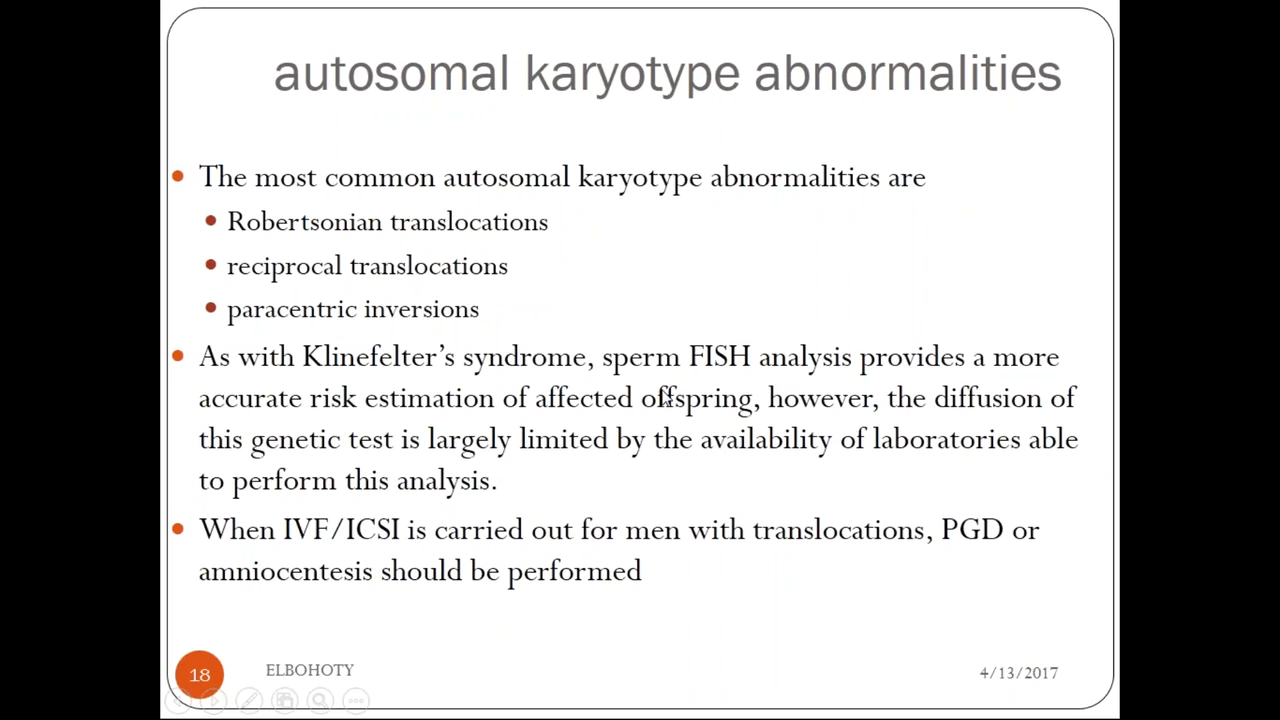 autosomal karyotype abnormalities
The most common autosomal karyotype abnormalities are
Robertsonian translocations
reciprocal translocations
paracentric inversions
As with Klinefelter's syndrome, sperm FISH analysis provides a more
accurate risk estimation of affected offspring, however, the diffusion of
this genetic test is largely limited by the availability of laboratories able
to perform this analysis.
When IVF/ICSI is carried out for men with translocations, PGD or
amniocentesis should be performed
18
ELBOHOTY
4/13/2017